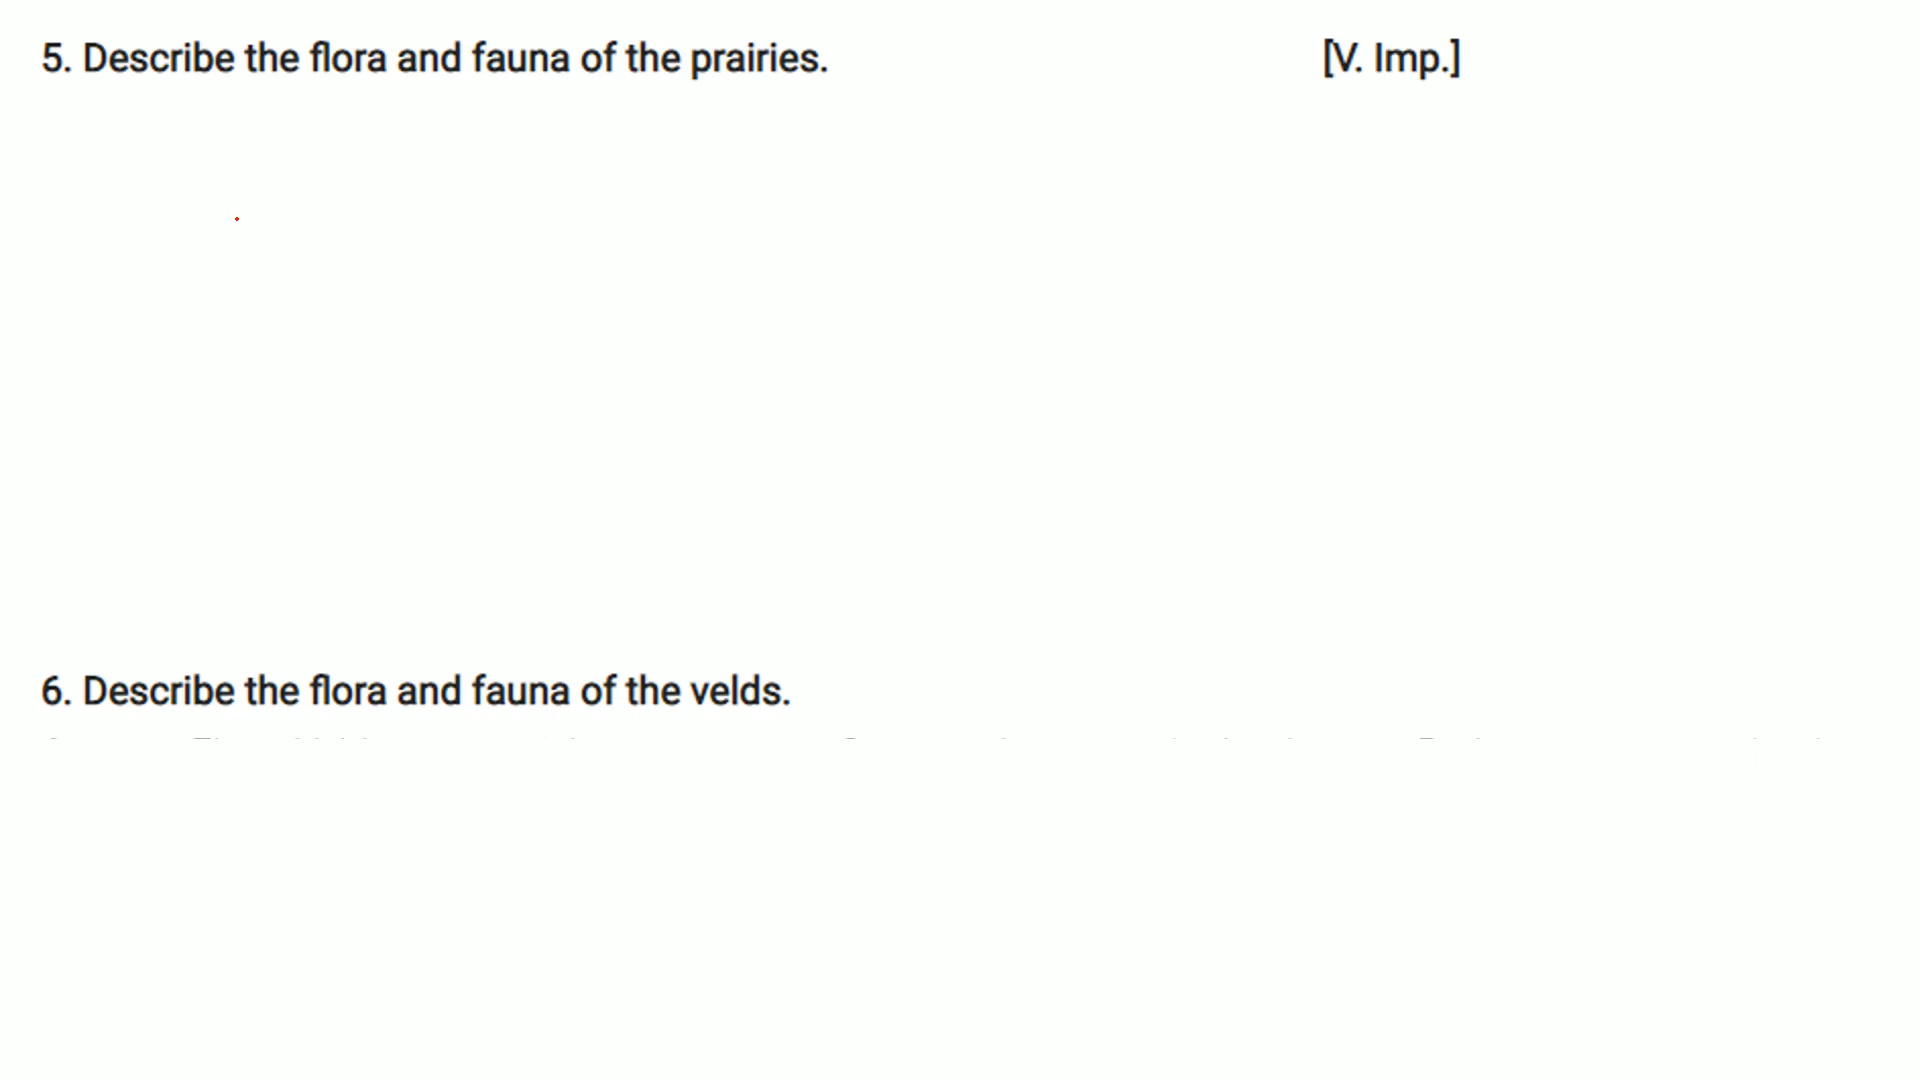 5. Describe the flora and fauna of the prairies. [V. Imp.]
6. Describe the flora and fauna of the velds.